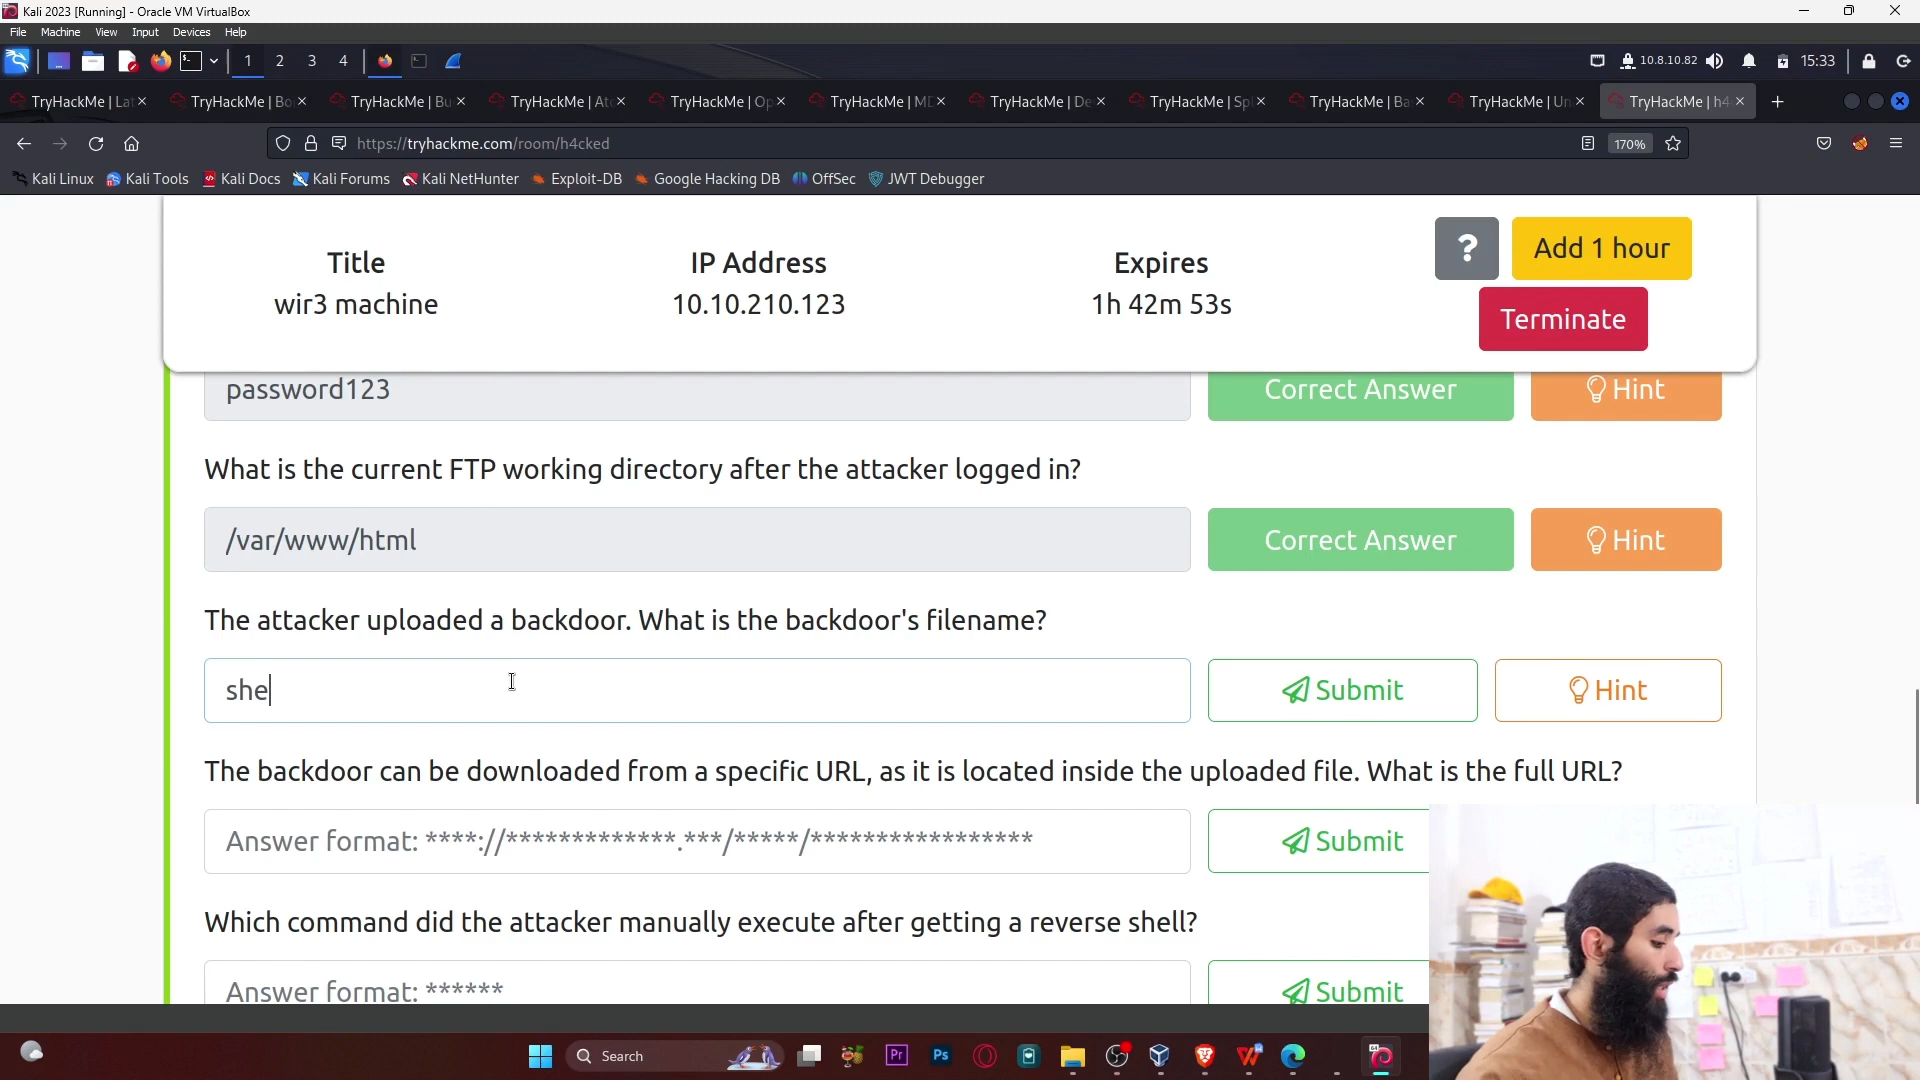 Kali 2023 [Running] - Oracle VM VirtualBox
File Machine View Input Devices Help
1 2 3 4
10.8.10.82
15:33
TryHackMe | La
TryHackMe | Bo
TryHackMe | Bu
TryHackMe | Ato
TryHackMe | Op
TryHackMe | MD
TryHackMe | De
TryHackMe | Spl
TryHackMe | Ba
TryHackMe | Un
TryHackMe | h4
https://tryhackme.com/room/h4cked
170%
Kali Linux Kali Tools Kali Docs Kali Forums Kali NetHunter Exploit-DB Google Hacking DB OffSec JWT Debugger
Title IP Address Expires
wir3 machine 10.10.210.123 1h 42m 53s
? Add 1 hour
Terminate
password123 Correct Answer Hint
What is the current FTP working directory after the attacker logged in?
/var/www/html Correct Answer Hint
The attacker uploaded a backdoor. What is the backdoor's filename?
she Submit Hint
The backdoor can be downloaded from a specific URL, as it is located inside the uploaded file. What is the full URL?
Answer format: ****://*************.***/*****/***************** Submit
Which command did the attacker manually execute after getting a reverse shell?
Answer format: ****** Submit
Search
Pr
Ps